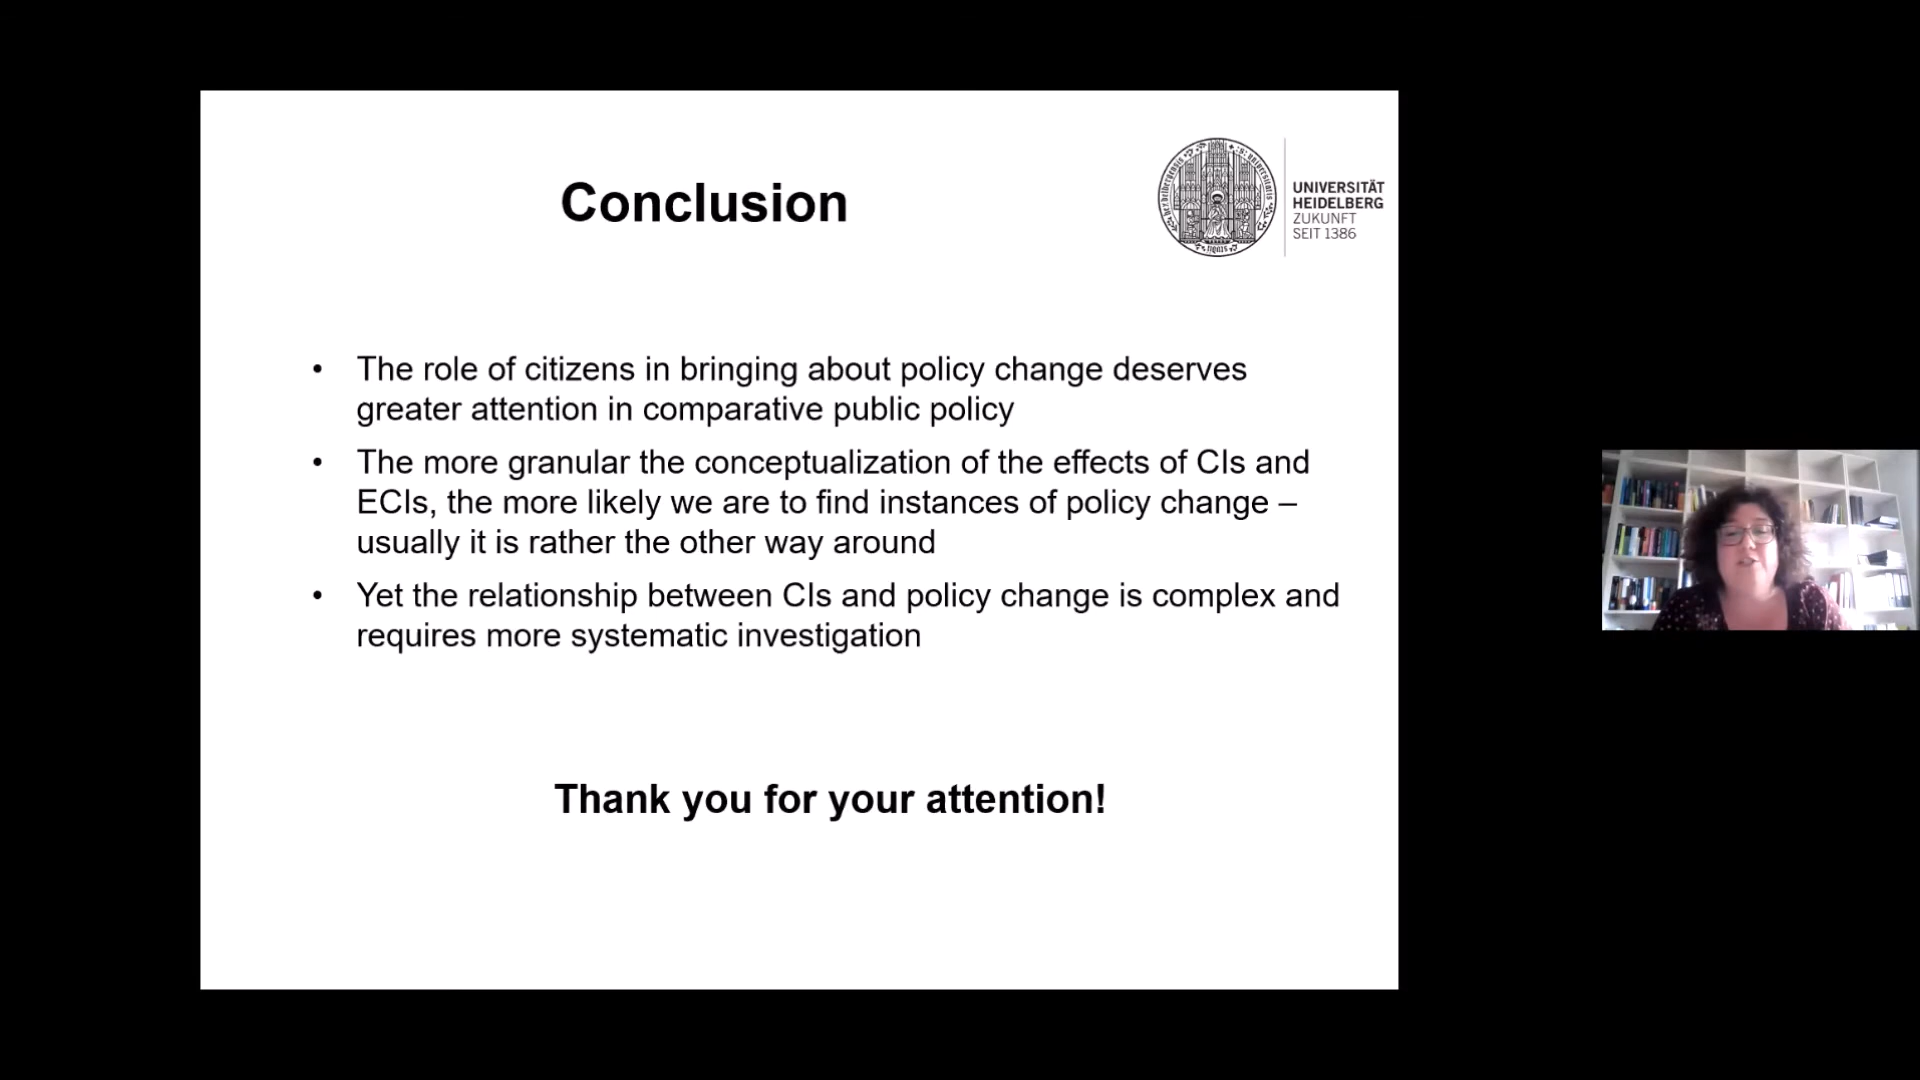 Conclusion
UNIVERSITÄT
HEIDELBERG
ZUKUNFT
SEIT 1386
• The role of citizens in bringing about policy change deserves
greater attention in comparative public policy
• The more granular the conceptualization of the effects of CIs and
ECIs, the more likely we are to find instances of policy change –
usually it is rather the other way around
• Yet the relationship between CIs and policy change is complex and
requires more systematic investigation
Thank you for your attention!